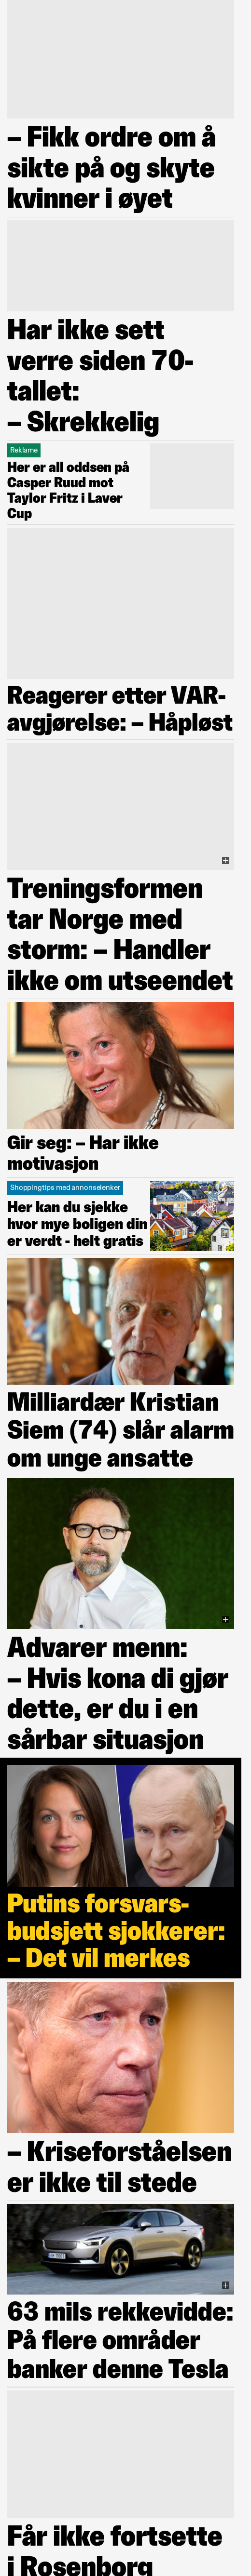 – Fikk ordre om å
sikte på og skyte
kvinner i øyet
Har ikke sett
verre siden 70-
tallet:
– Skrekkelig
Reklame
Her er all oddsen på
Casper Ruud mot
Taylor Fritz i Laver
Cup
Reagerer etter VAR-
avgjørelse: – Håpløst
Treningsformen
tar Norge med
storm: – Handler
ikke om utseendet
Gir seg: – Har ikke
motivasjon
Shoppingtips med annonselenker
Her kan du sjekke
hvor mye boligen din
er verdt - helt gratis
Milliardær Kristian
Siem (74) slår alarm
om unge ansatte
Advarer menn:
– Hvis kona di gjør
dette, er du i en
sårbar situasjon
Putins forsvars-
budsjett sjokkerer:
– Det vil merkes
– Kriseforståelsen
er ikke til stede
63 mils rekkevidde:
På flere områder
banker denne Tesla
Får ikke fortsette
i Rosenborg